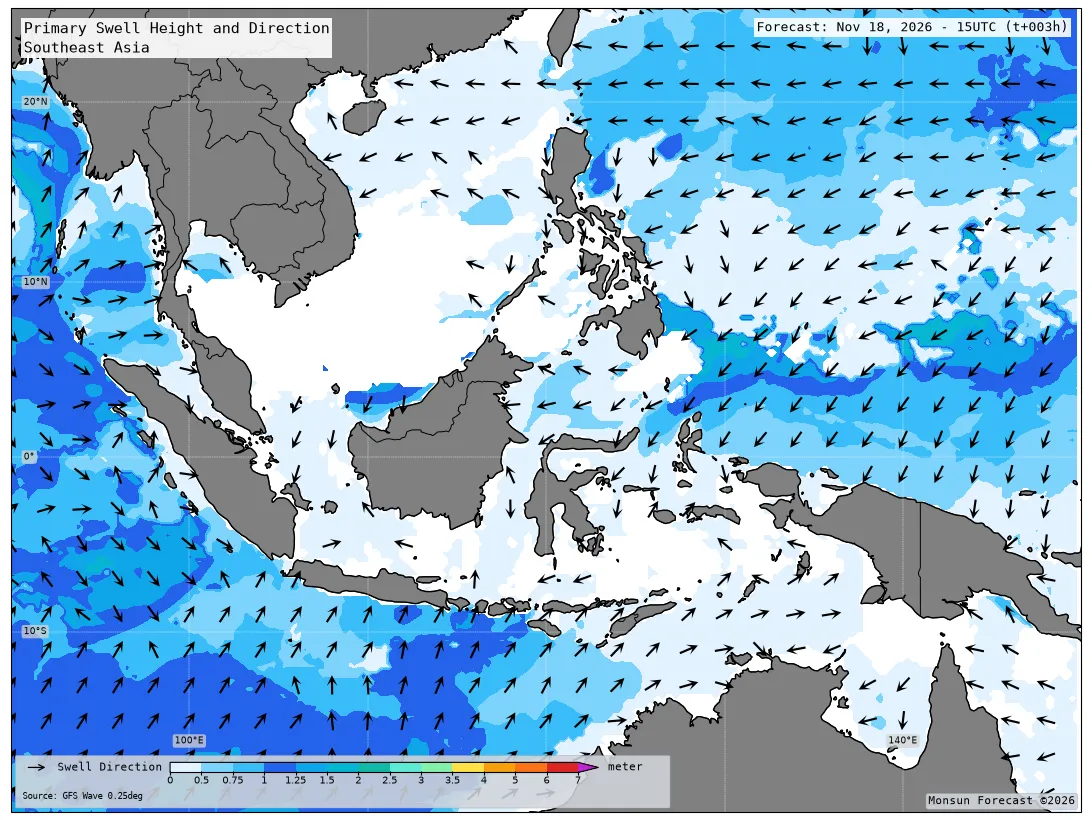 Primary Swell Height and Direction
Southeast Asia
Forecast: Nov 18, 2026 - 15UTC (t+003h)
20°N
10°N
0°
10°S
100°E
140°E
Swell Direction
0 0.5 0.75 1 1.25 1.5 2 2.5 3 3.5 4 5 6 7
meter
Source: GFS Wave 0.25deg
Monsun Forecast ©2026